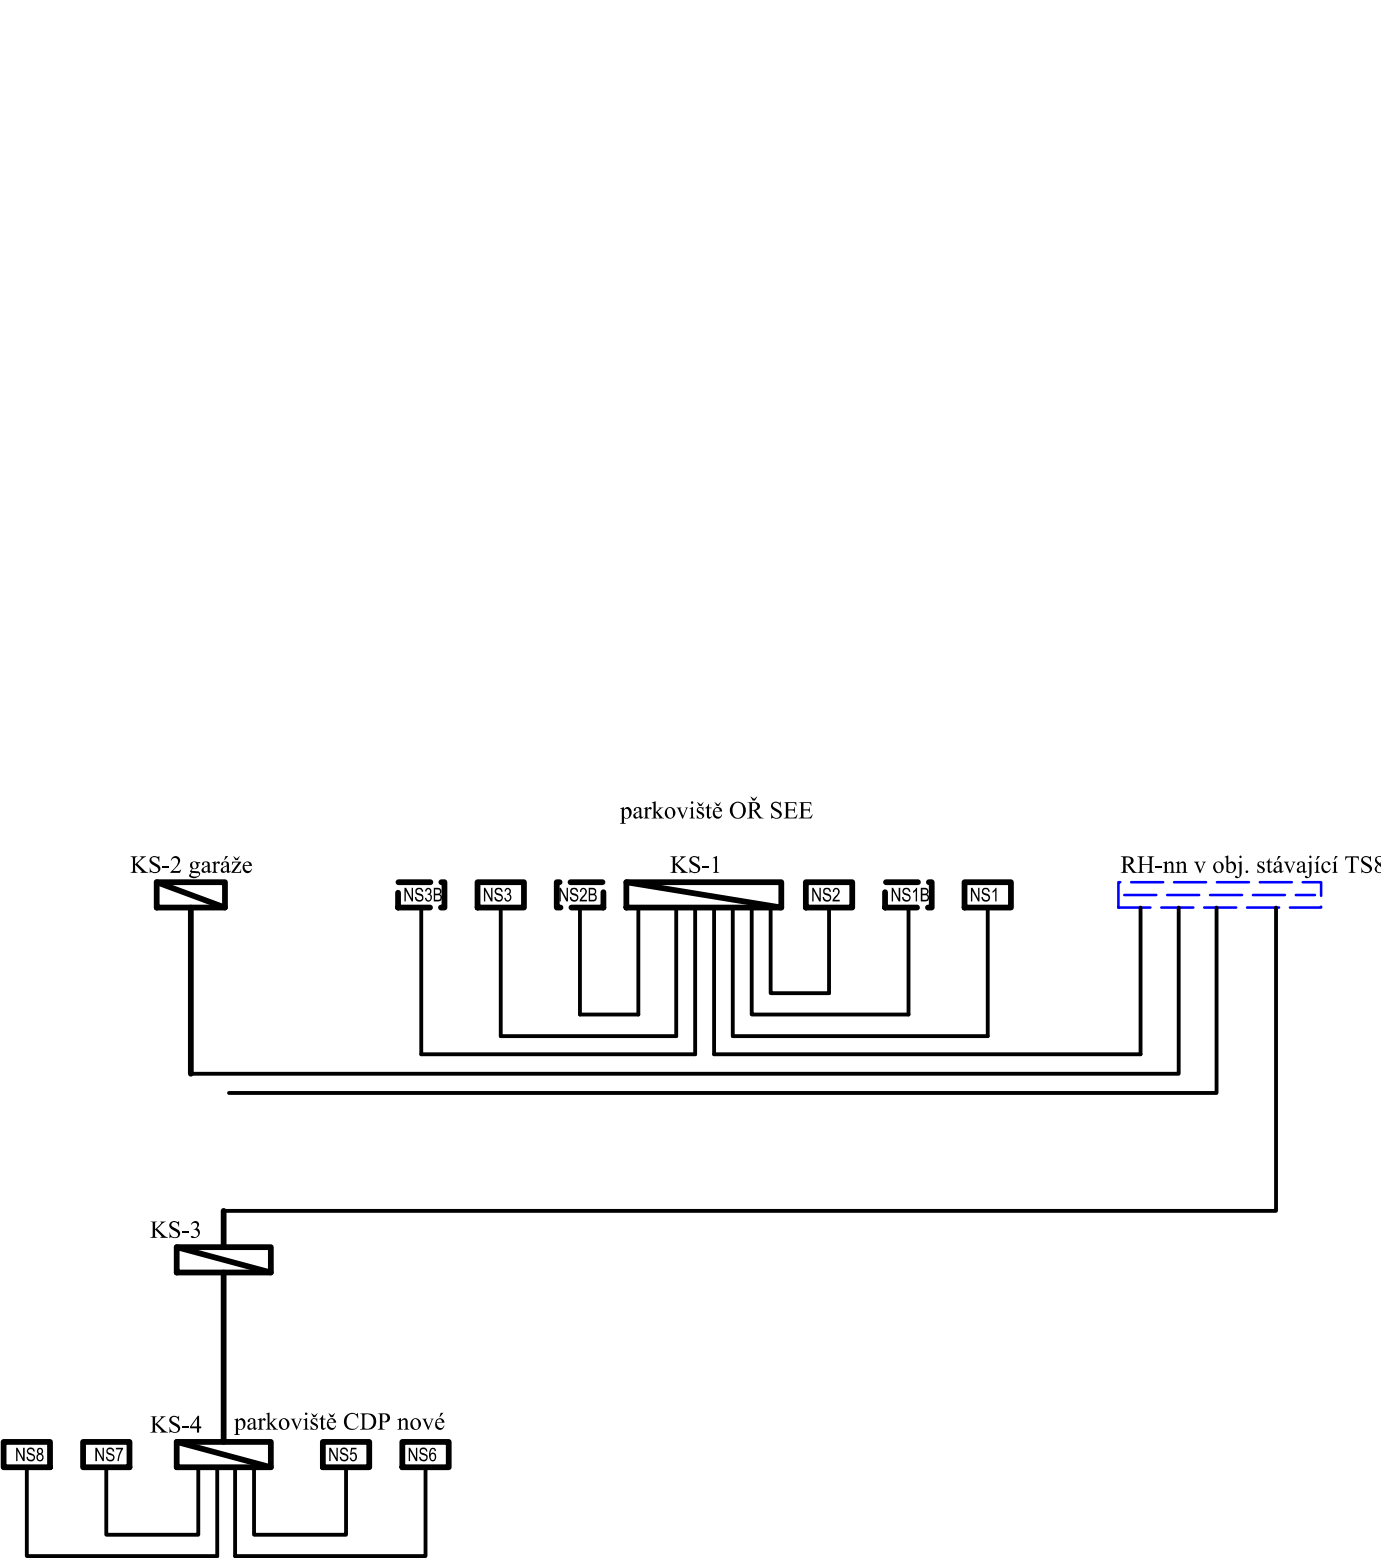 parkoviště OŘ SEE
KS-2 garáže
KS-1
RH-nn v obj. stávající TS8
NS3B
NS3
NS2B
NS2
NS1B
NS1
KS-3
KS-4
parkoviště CDP nové
NS8
NS7
NS5
NS6